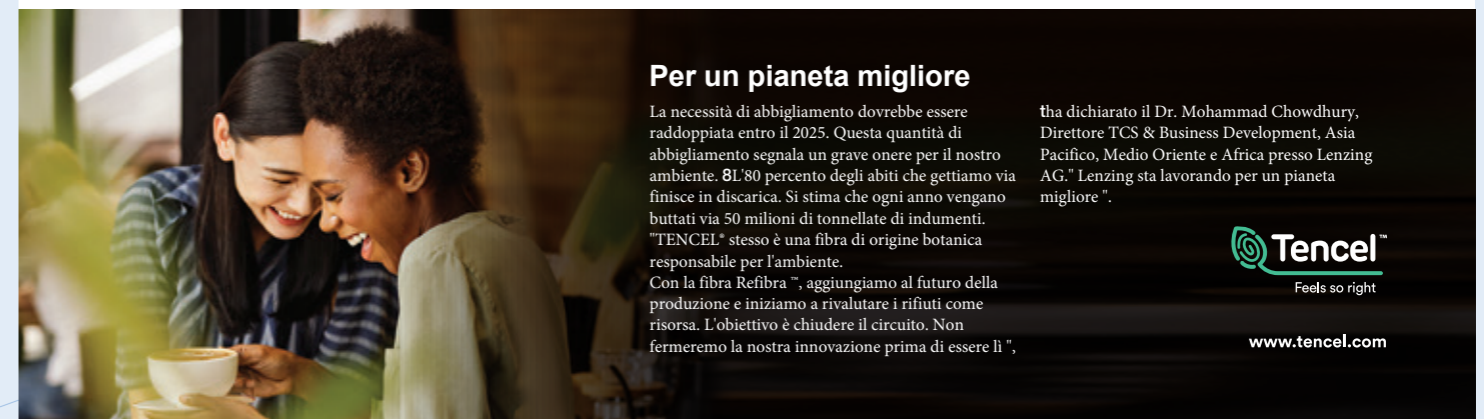 Per un pianeta migliore
La necessità di abbigliamento dovrebbe essere
raddoppiata entro il 2025. Questa quantità di
abbigliamento segnala un grave onere per il nostro
ambiente. 8L'80 percento degli abiti che gettiamo via
finisce in discarica. Si stima che ogni anno vengano
buttati via 50 milioni di tonnellate di indumenti.
"TENCEL® stesso è una fibra di origine botanica
responsabile per l'ambiente.
Con la fibra Refibra ™, aggiungiamo al futuro della
produzione e iniziamo a rivalutare i rifiuti come
risorsa. L'obiettivo è chiudere il circuito. Non
fermeremo la nostra innovazione prima di essere lì ",
tha dichiarato il Dr. Mohammad Chowdhury,
Direttore TCS & Business Development, Asia
Pacifico, Medio Oriente e Africa presso Lenzing
AG." Lenzing sta lavorando per un pianeta
migliore ".
Tencel™
Feels so right
www.tencel.com